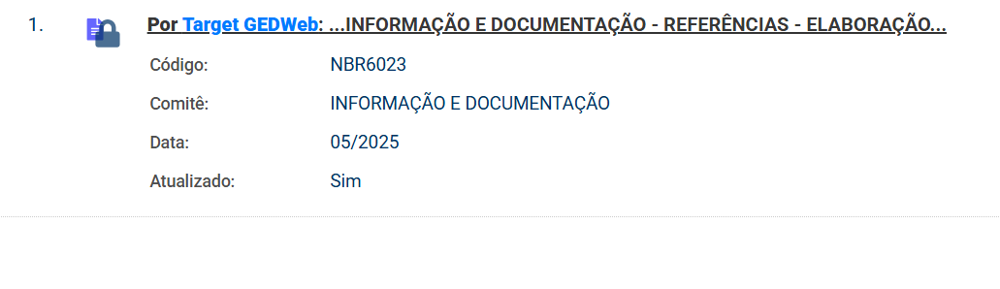 1. Por Target GEDWeb: ...INFORMAÇÃO E DOCUMENTAÇÃO - REFERÊNCIAS - ELABORAÇÃO...
Código: NBR6023
Comitê: INFORMAÇÃO E DOCUMENTAÇÃO
Data: 05/2025
Atualizado: Sim